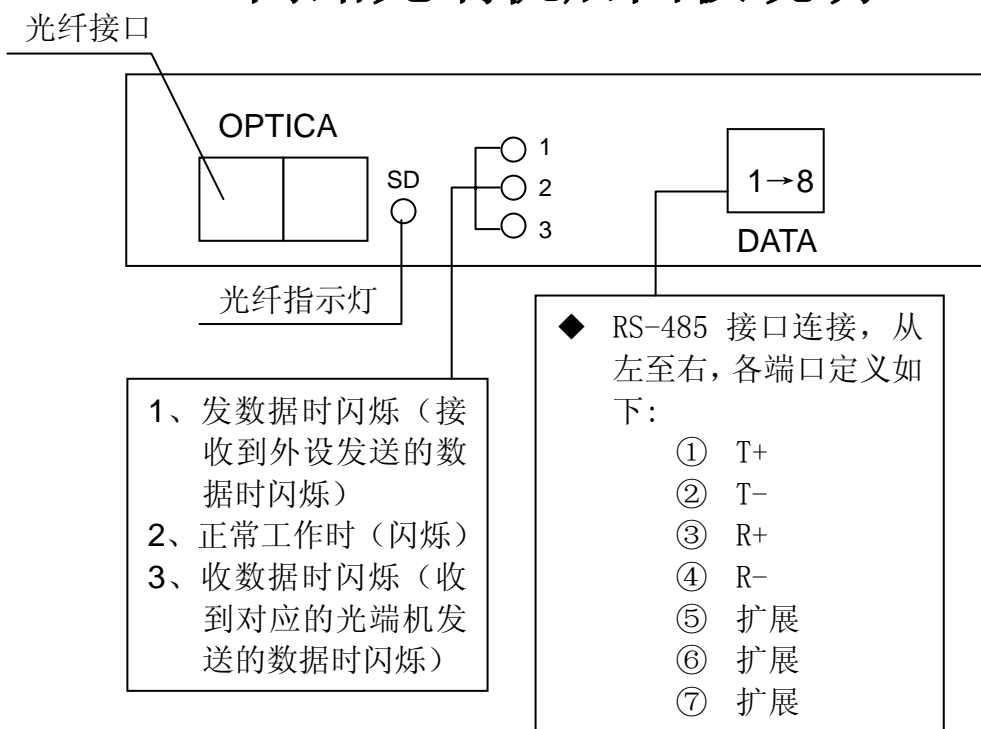 光纤接口
OPTICA
SD
1
2
3
1→8
DATA
光纤指示灯
1、发数据时闪烁（接
收到外设发送的数
据时闪烁）
2、正常工作时（闪烁）
3、收数据时闪烁（收
到对应的光端机发
送的数据时闪烁）
◆ RS-485 接口连接，从
左至右，各端口定义如
下：
① T+
② T-
③ R+
④ R-
⑤ 扩展
⑥ 扩展
⑦ 扩展